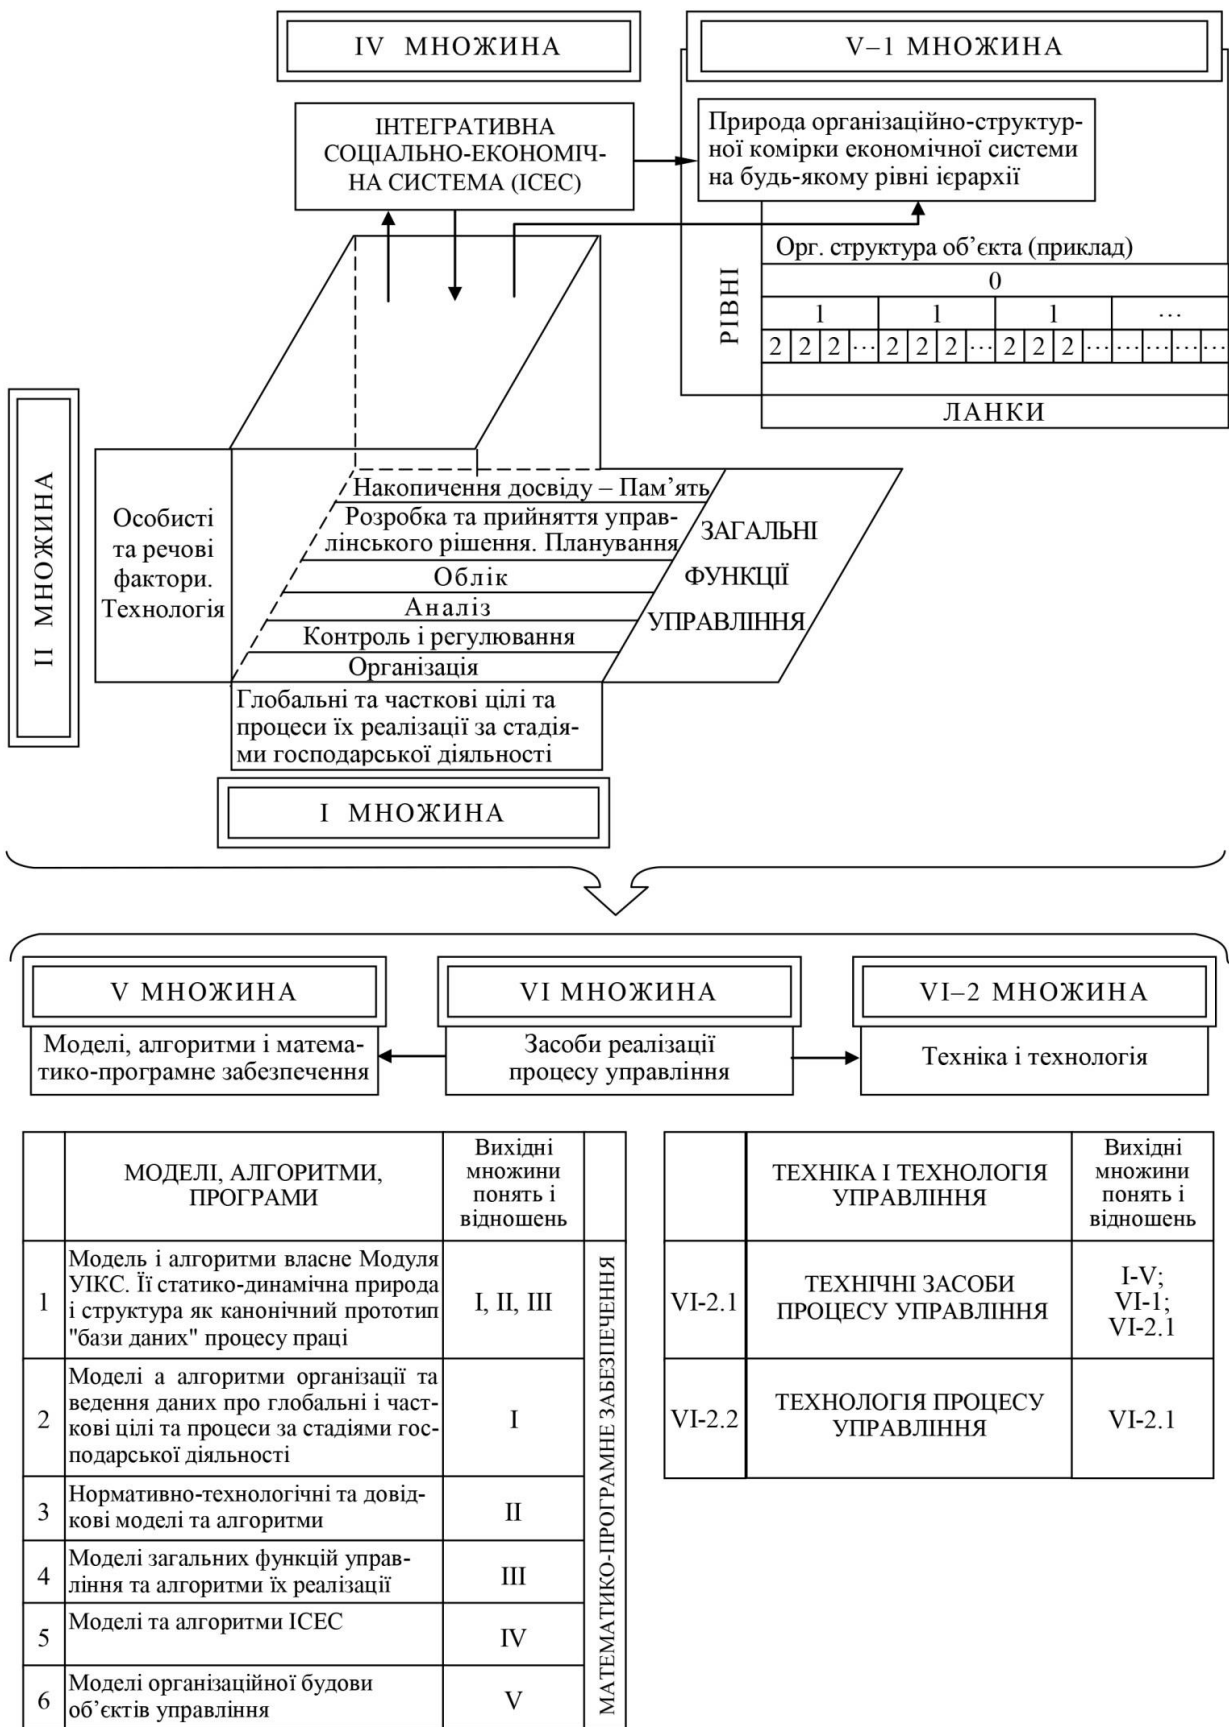 IV МНОЖИНА
V–1 МНОЖИНА
ІНТЕГРАТИВНА
СОЦІАЛЬНО-ЕКОНОМІЧ-
НА СИСТЕМА (ІСЕС)
Природа організаційно-структур-
ної комірки економічної системи
на будь-якому рівні ієрархії
РІВНІ
Орг. структура об’єкта (приклад)
0
1 1 1 …
2 2 2 … 2 2 2 … 2 2 2 … … … … …
ЛАНКИ
II МНОЖИНА
Особисті
та речові
фактори.
Технологія
Накопичення досвіду – Пам’ять
Розробка та прийняття управ-
лінського рішення. Планування
Облік
Аналіз
Контроль і регулювання
Організація
ЗАГАЛЬНІ
ФУНКЦІЇ
УПРАВЛІННЯ
Глобальні та часткові цілі та
процеси їх реалізації за стадія-
ми господарської діяльності
I МНОЖИНА
V МНОЖИНА
VI МНОЖИНА
VI–2 МНОЖИНА
Моделі, алгоритми і матема-
тико-програмне забезпечення
Засоби реалізації
процесу управління
Техніка і технологія
МОДЕЛІ, АЛГОРИТМИ,
ПРОГРАМИ
Вихідні
множини
понять і
відношень
МАТЕМАТИКО-ПРОГРАМНЕ ЗАБЕЗПЕЧЕННЯ
1
Модель і алгоритми власне Модуля
УІКС. Її статико-динамічна природа
і структура як канонічний прототип
"бази даних" процесу праці
I, II, III
2
Моделі а алгоритми організації та
ведення даних про глобальні і част-
кові цілі та процеси за стадіями гос-
подарської діяльності
I
3
Нормативно-технологічні та довід-
кові моделі та алгоритми
II
4
Моделі загальних функцій управ-
ління та алгоритми їх реалізації
III
5
Моделі та алгоритми ІСЕС
IV
6
Моделі організаційної будови
об’єктів управління
V
ТЕХНІКА І ТЕХНОЛОГІЯ
УПРАВЛІННЯ
Вихідні
множини
понять і
відношень
VI-2.1
ТЕХНІЧНІ ЗАСОБИ
ПРОЦЕСУ УПРАВЛІННЯ
I-V;
VI-1;
VI-2.1
VI-2.2
ТЕХНОЛОГІЯ ПРОЦЕСУ
УПРАВЛІННЯ
VI-2.1